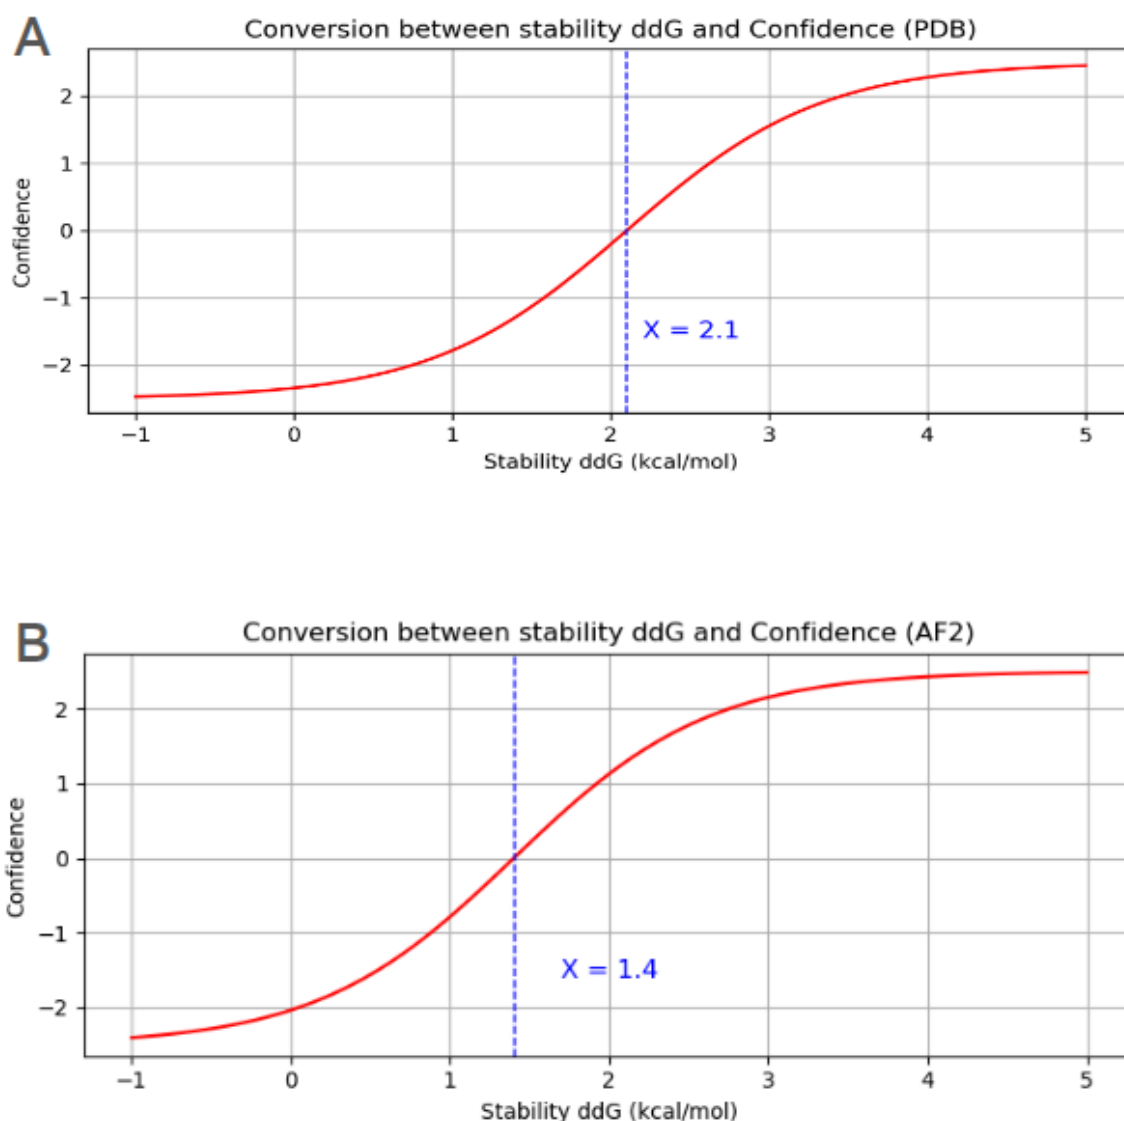 A
Conversion between stability ddG and Confidence (PDB)
Confidence
2
1
0
−1
−2
X = 2.1
−1 0 1 2 3 4 5
Stability ddG (kcal/mol)
B
Conversion between stability ddG and Confidence (AF2)
Confidence
2
1
0
−1
−2
X = 1.4
−1 0 1 2 3 4 5
Stability ddG (kcal/mol)